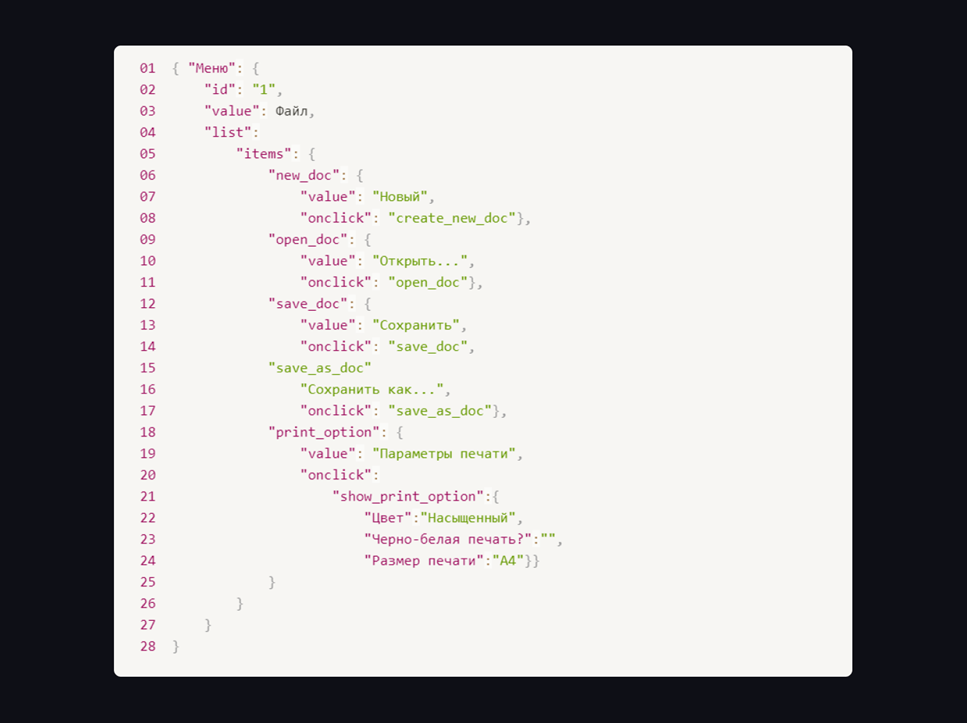 01 { "Меню": {
02     "id": "1",
03     "value": Файл,
04     "list":
05         "items": {
06             "new_doc": {
07                 "value": "Новый",
08                 "onclick": "create_new_doc"},
09             "open_doc": {
10                 "value": "Открыть...",
11                 "onclick": "open_doc"},
12             "save_doc": {
13                 "value": "Сохранить",
14                 "onclick": "save_doc",
15             "save_as_doc"
16                 "Сохранить как...",
17                 "onclick": "save_as_doc"},
18             "print_option": {
19                 "value": "Параметры печати",
20                 "onclick":
21                     "show_print_option":{
22                         "Цвет":"Насыщенный",
23                         "Черно-белая печать?":"",
24                         "Размер печати":"А4"}}
25             }
26         }
27     }
28 }